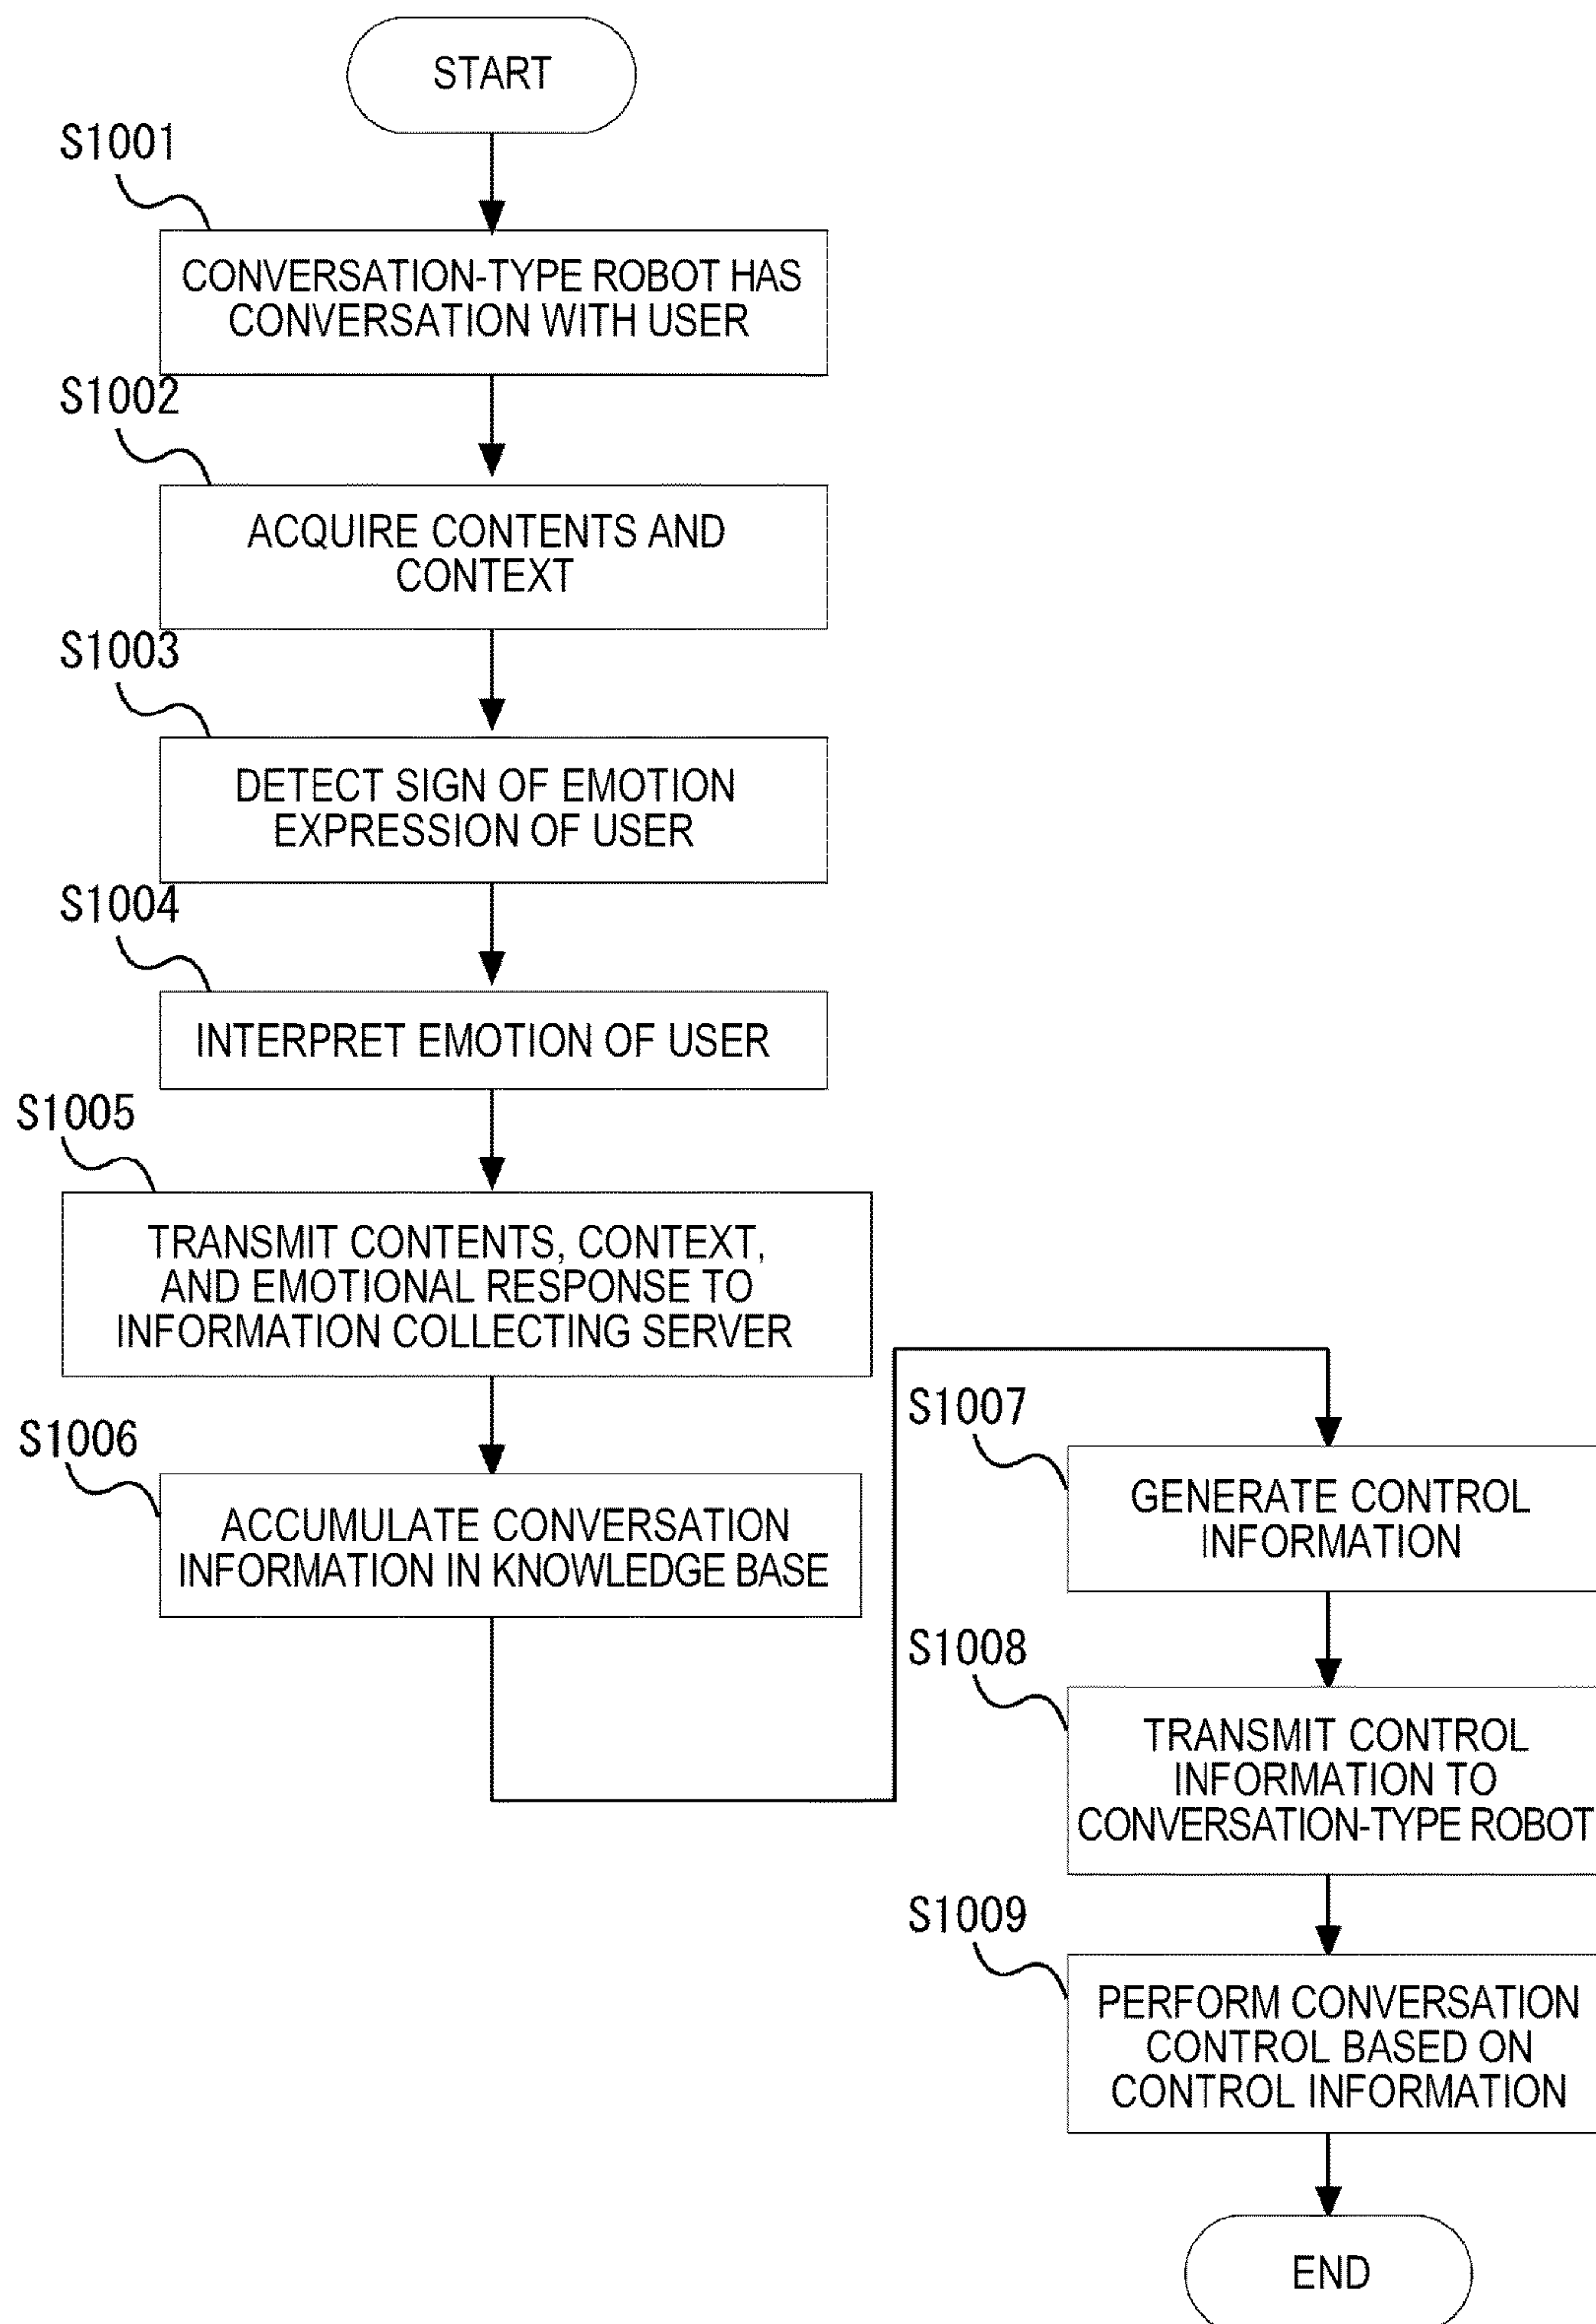 START
S1001
CONVERSATION-TYPE ROBOT HAS
CONVERSATION WITH USER
S1002
ACQUIRE CONTENTS AND
CONTEXT
S1003
DETECT SIGN OF EMOTION
EXPRESSION OF USER
S1004
INTERPRET EMOTION OF USER
S1005
TRANSMIT CONTENTS, CONTEXT,
AND EMOTIONAL RESPONSE TO
INFORMATION COLLECTING SERVER
S1006
ACCUMULATE CONVERSATION
INFORMATION IN KNOWLEDGE BASE
S1007
GENERATE CONTROL
INFORMATION
S1008
TRANSMIT CONTROL
INFORMATION TO
CONVERSATION-TYPE ROBOT
S1009
PERFORM CONVERSATION
CONTROL BASED ON
CONTROL INFORMATION
END